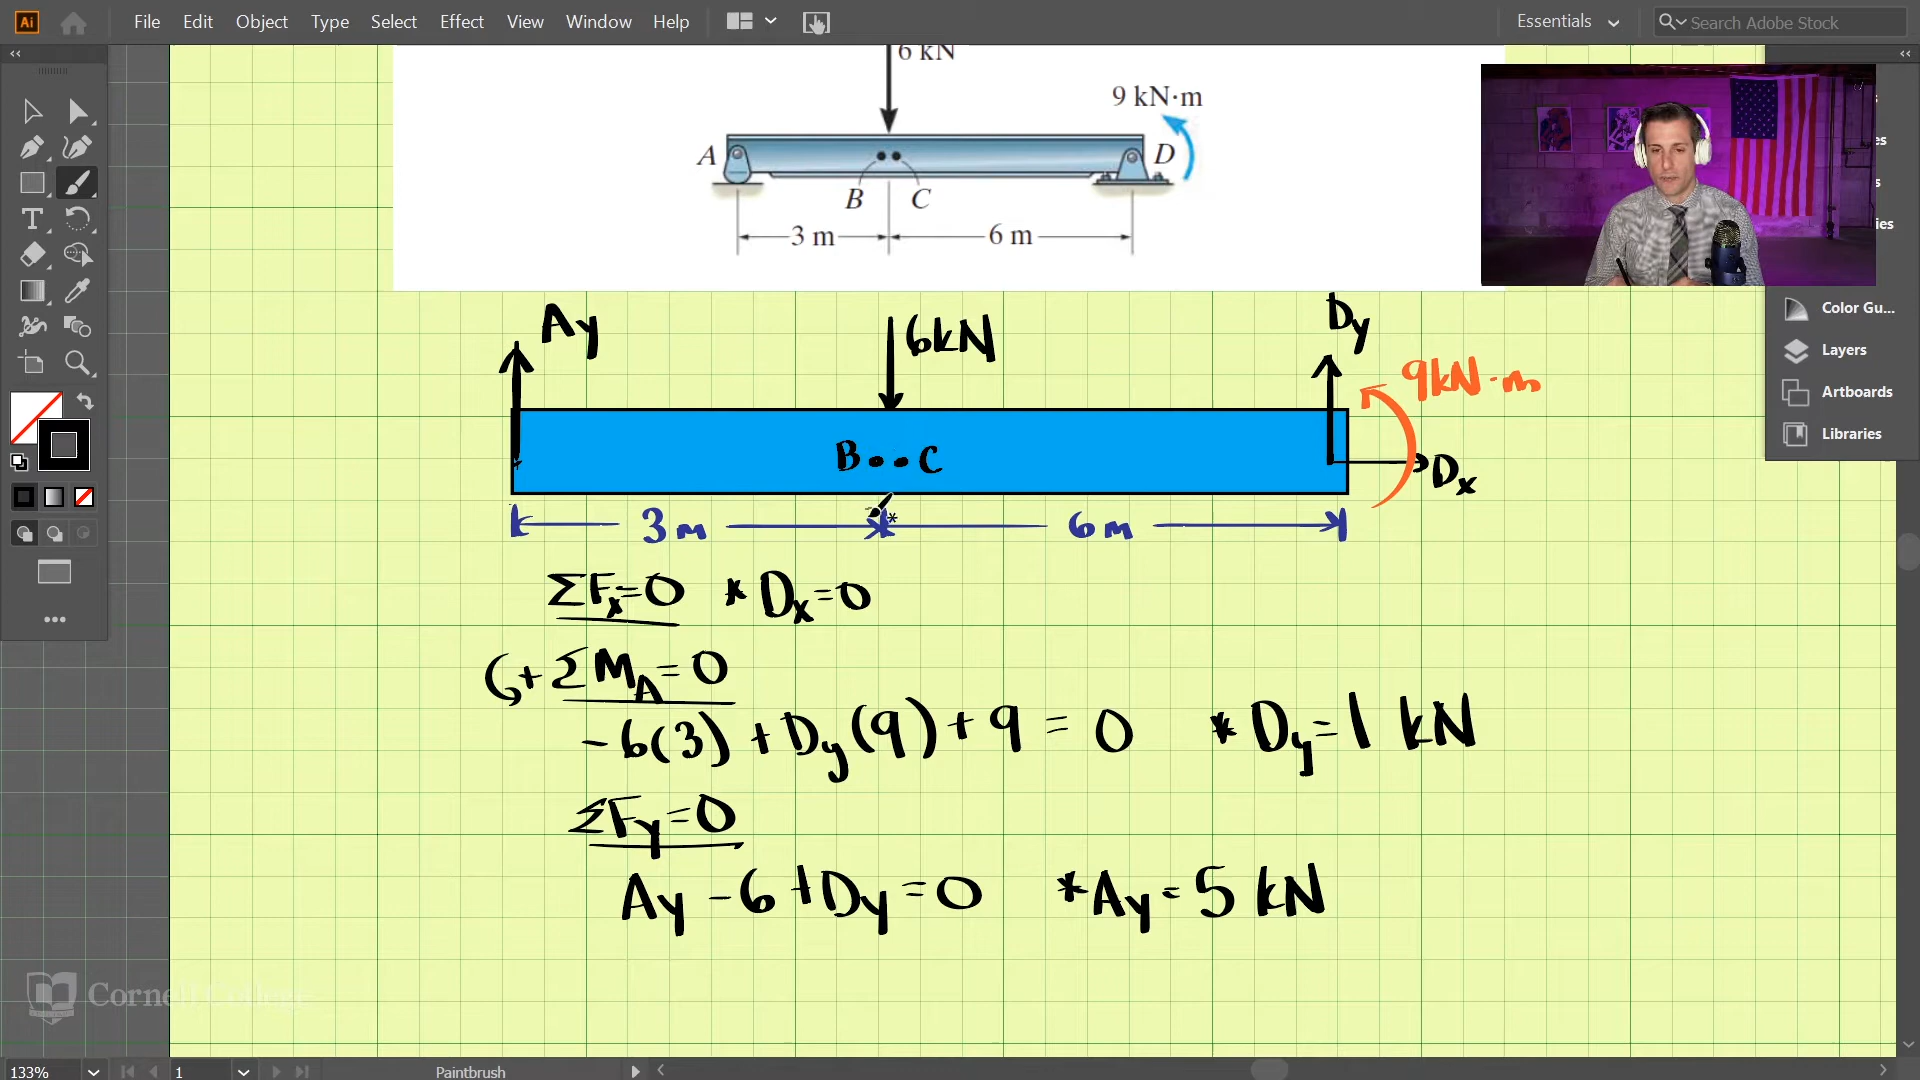 Ai File Edit Object Type Select Effect View Window Help Essentials Search Adobe Stock
6 kN
9 kN·m
A D
B C
3 m 6 m
Color Gu...
Layers
Artboards
Libraries
Ay 6kN Dy
9kN·m
B C
Dx
3m 6m
ΣFx=0 * Dx=0
+ ΣMA=0
-6(3) + Dy(9) + 9 = 0 * Dy=1 kN
ΣFy=0
Ay - 6 + Dy = 0 *Ay = 5 kN
Cornell College
133% 1 Paintbrush